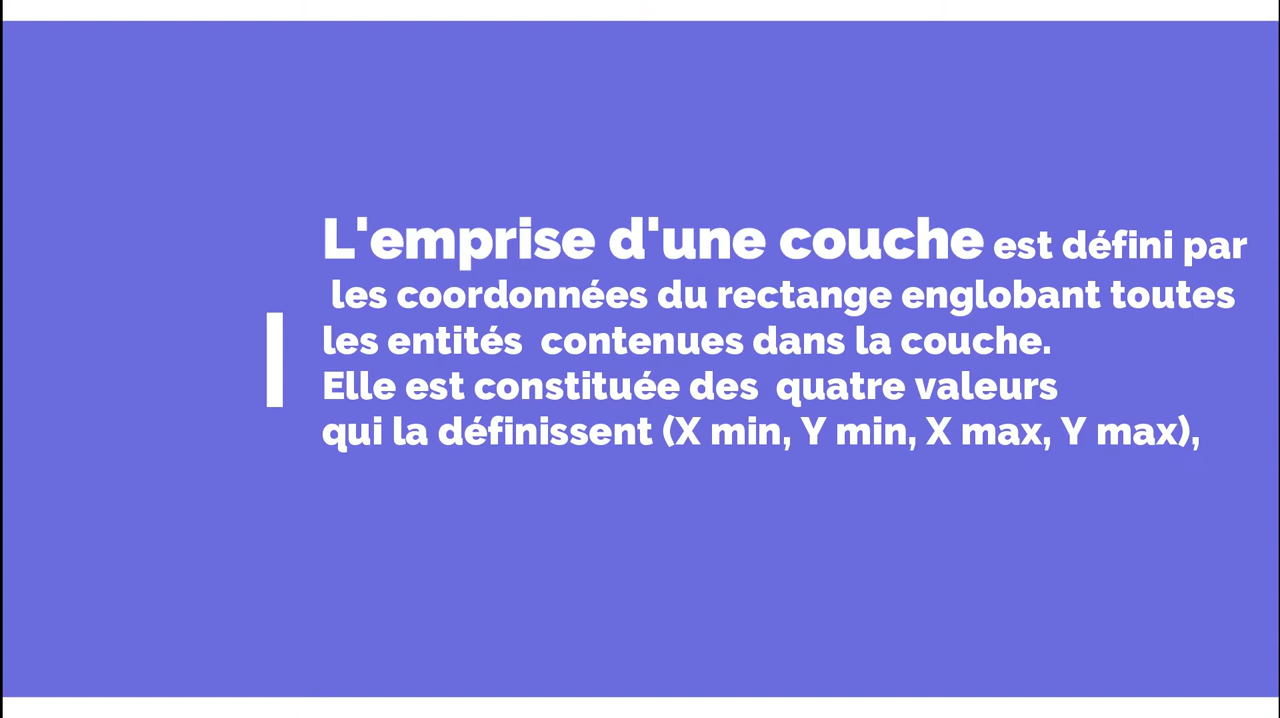 L'emprise d'une couche est défini par
les coordonnées du rectange englobant toutes
les entités contenues dans la couche.
Elle est constituée des quatre valeurs
qui la définissent (X min, Y min, X max, Y max),